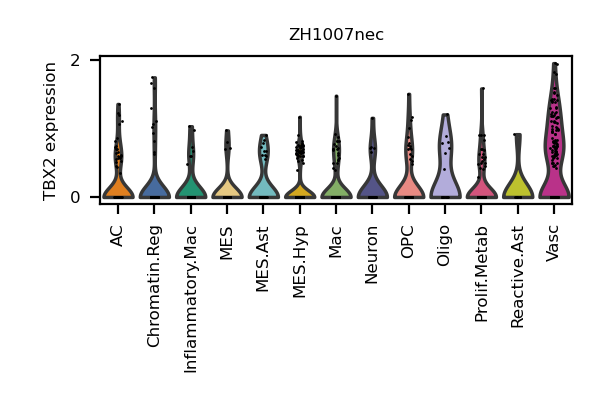 ZH1007nec
TBX2 expression
2
0
AC
Chromatin.Reg
Inflammatory.Mac
MES
MES.Ast
MES.Hyp
Mac
Neuron
OPC
Oligo
Prolif.Metab
Reactive.Ast
Vasc